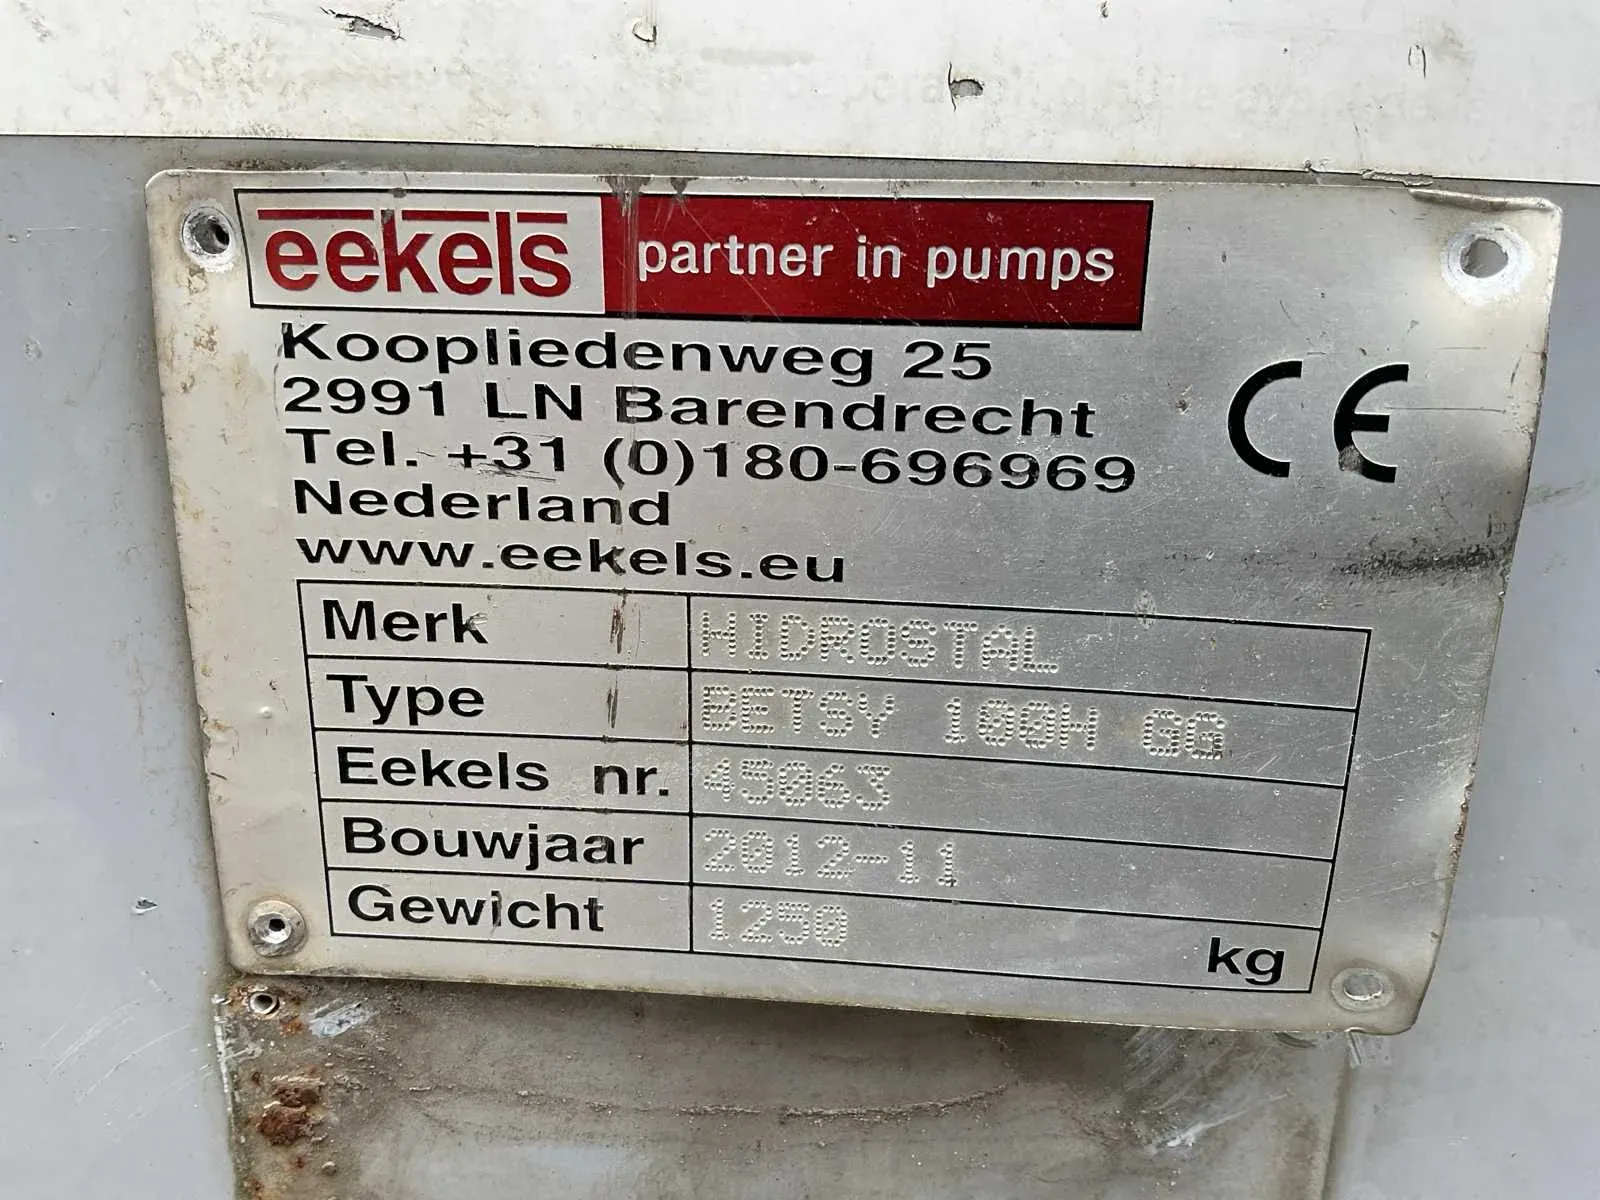 eekels partner in pumps
Koopliedenweg 25
2991 LN Barendrecht
Tel. +31 (0)180-696969
Nederland
www.eekels.eu
CE
Merk HIDROSTAL
Type BETSY 100H GG
Eekels nr. 45063
Bouwjaar 2012-11
Gewicht 1250 kg